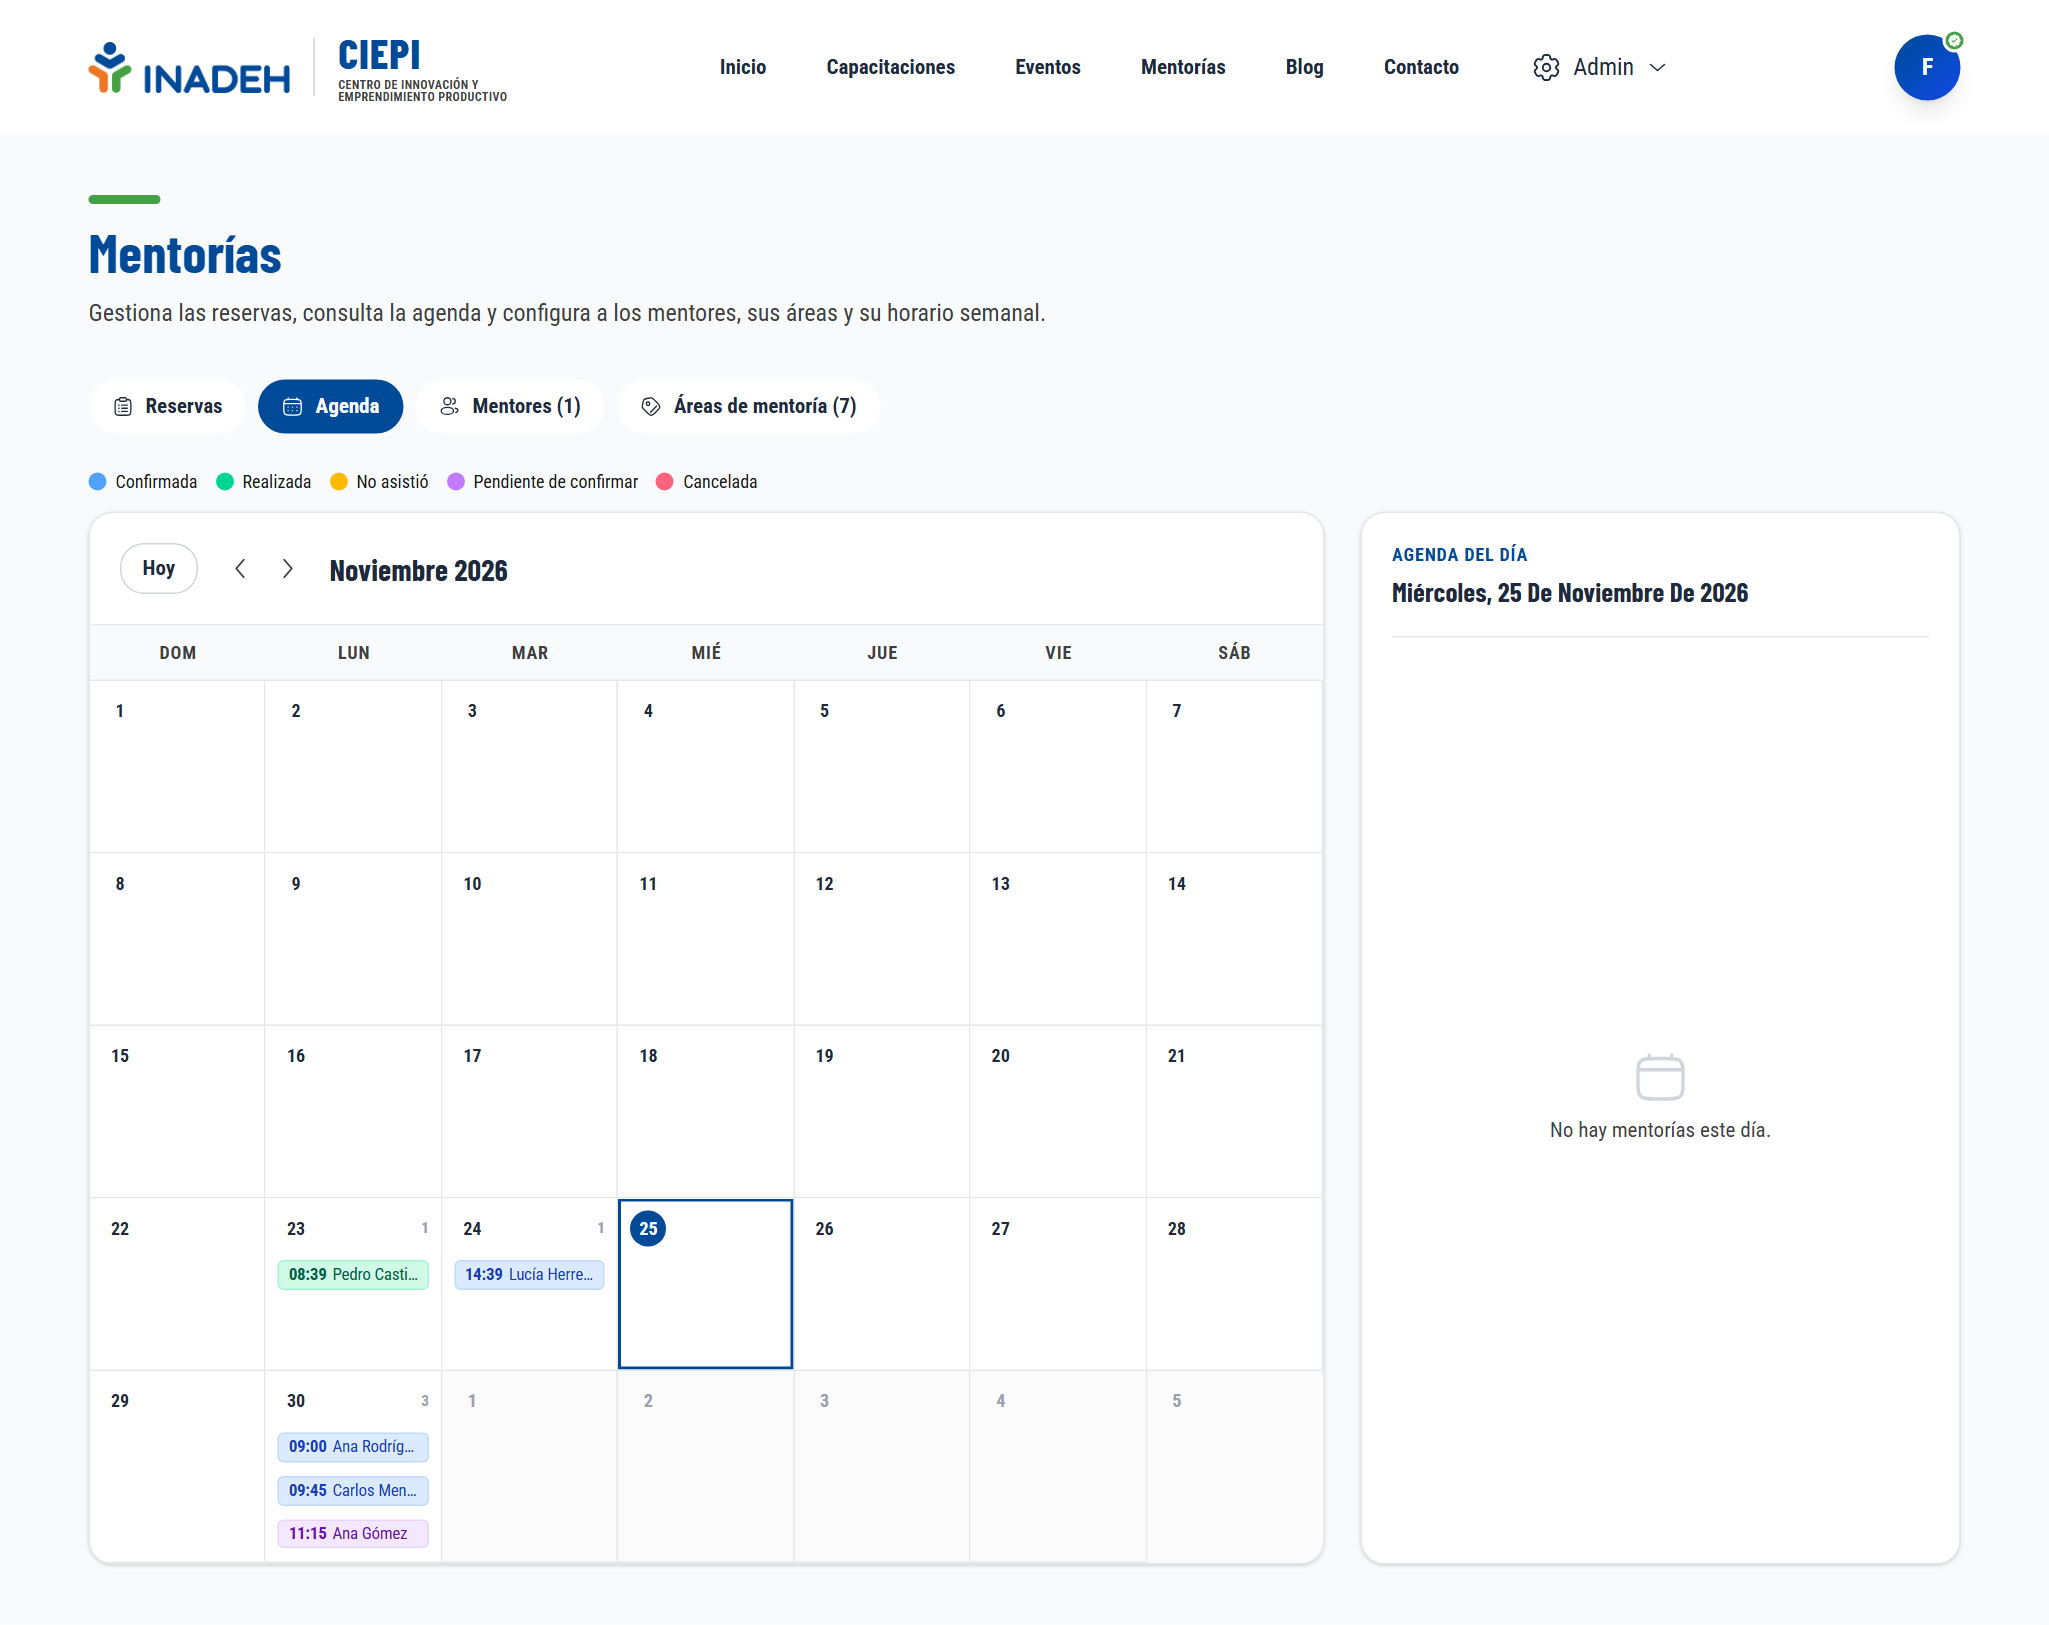 INADEH
CIEPI
CENTRO DE INNOVACIÓN Y
EMPRENDIMIENTO PRODUCTIVO
Inicio
Capacitaciones
Eventos
Mentorías
Blog
Contacto
Admin
F
Mentorías
Gestiona las reservas, consulta la agenda y configura a los mentores, sus áreas y su horario semanal.
Reservas
Agenda
Mentores (1)
Áreas de mentoría (7)
Confirmada
Realizada
No asistió
Pendiente de confirmar
Cancelada
Hoy
Noviembre 2026
DOM LUN MAR MIÉ JUE VIE SÁB
1 2 3 4 5 6 7
8 9 10 11 12 13 14
15 16 17 18 19 20 21
22 23 1 24 1 25 26 27 28
08:39 Pedro Casti...
14:39 Lucía Herre...
29 30 3 1 2 3 4 5
09:00 Ana Rodríg...
09:45 Carlos Men...
11:15 Ana Gómez
AGENDA DEL DÍA
Miércoles, 25 De Noviembre De 2026
No hay mentorías este día.